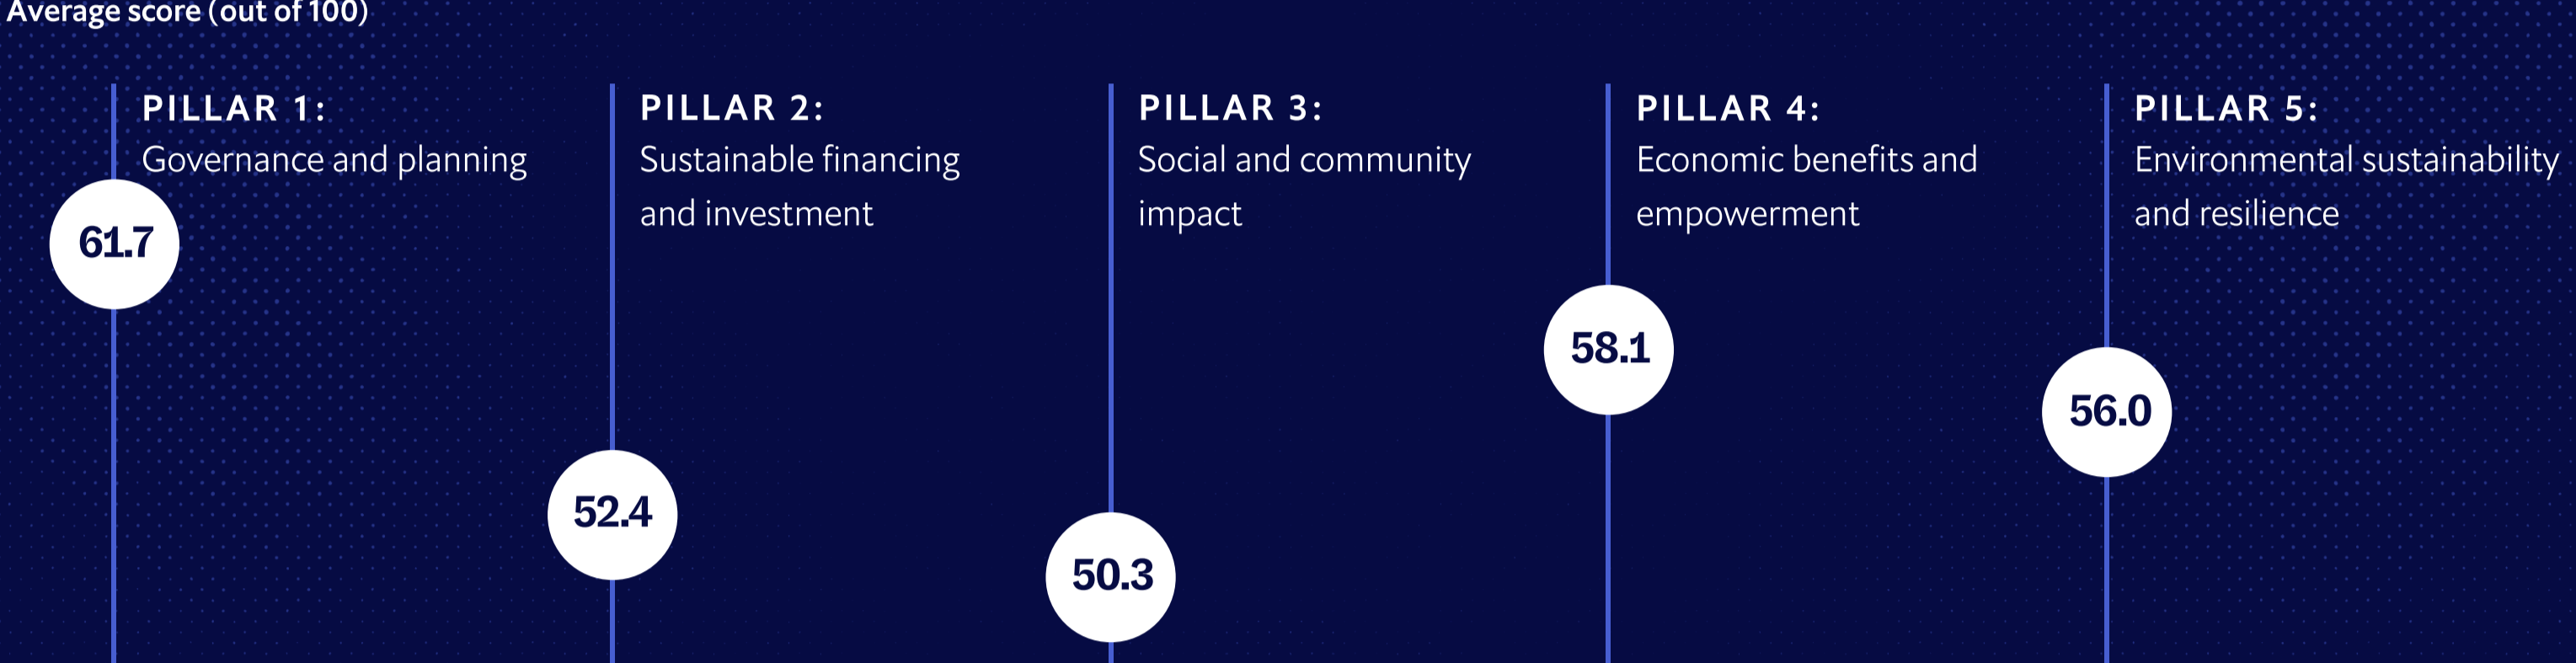 Average score (out of 100)
PILLAR 1:
Governance and planning
61.7
PILLAR 2:
Sustainable financing
and investment
52.4
PILLAR 3:
Social and community
impact
50.3
PILLAR 4:
Economic benefits and
empowerment
58.1
PILLAR 5:
Environmental sustainability
and resilience
56.0